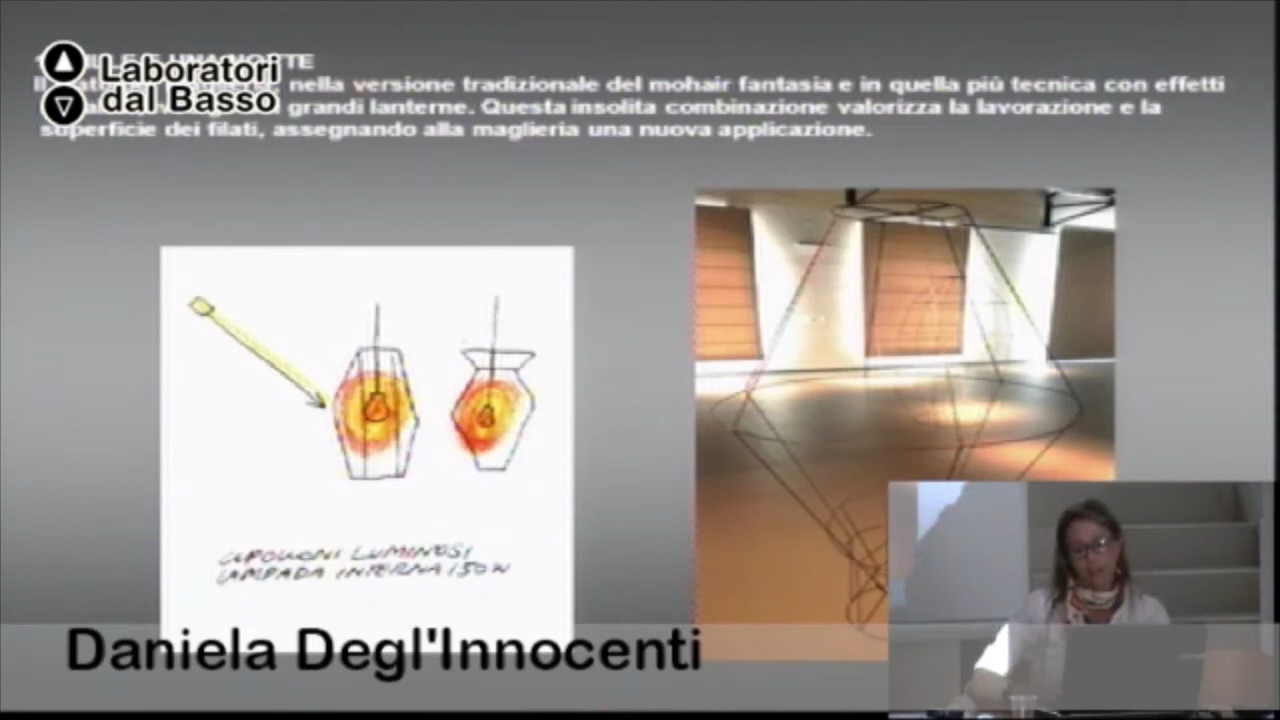 Laboratori
dal Basso
nella versione tradizionale del mohair fantasia e in quella più tecnica con effetti
grandi lanterne. Questa insolita combinazione valorizza la lavorazione e la
superficie dei filati, assegnando alla maglieria una nuova applicazione.
LUMINOSI
LAMPADA INTERNA 150W
Daniela Degl'Innocenti